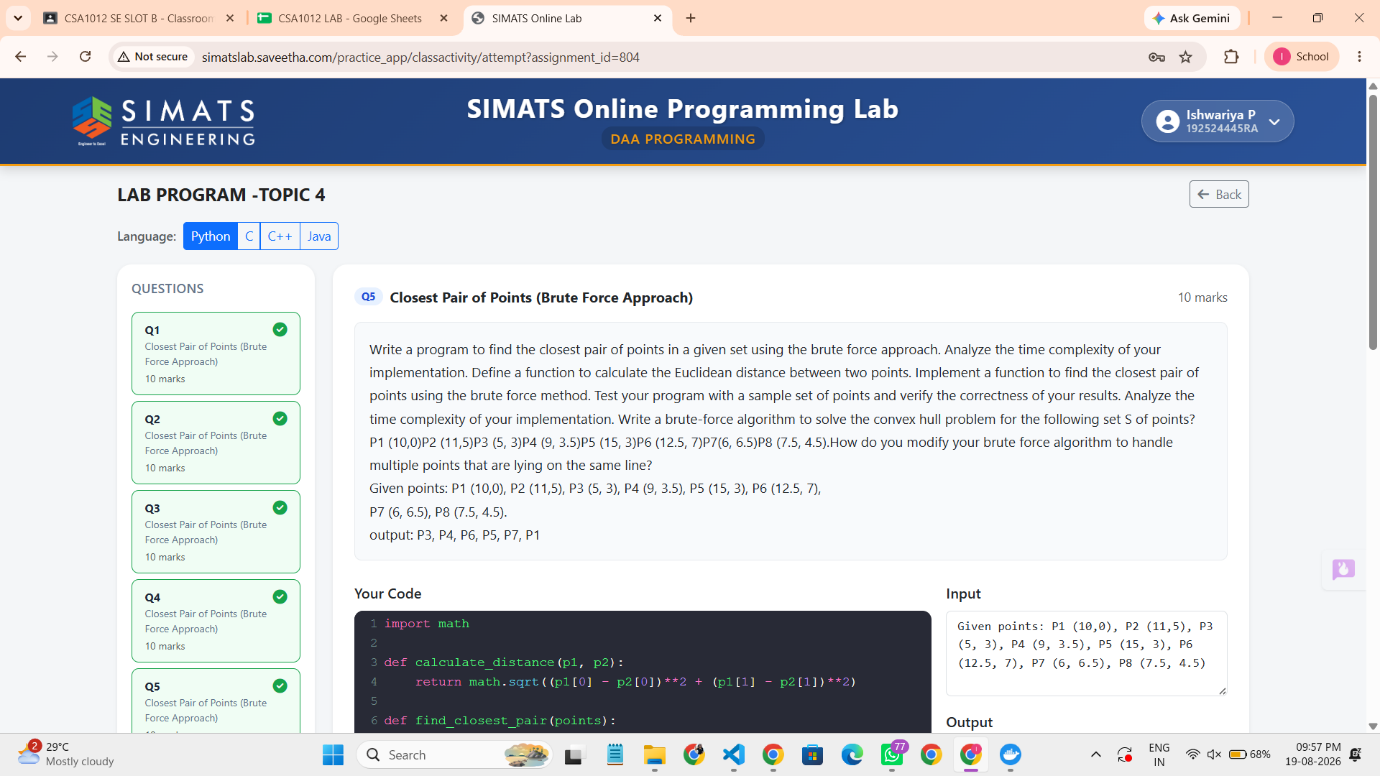 CSA1012 SE SLOT B - Classroom
CSA1012 LAB - Google Sheets
SIMATS Online Lab
Ask Gemini
Not secure
simatslab.saveetha.com/practice_app/classactivity/attempt?assignment_id=804
I
School
SIMATS
ENGINEERING
SIMATS Online Programming Lab
DAA PROGRAMMING
Ishwariya P
192524445RA
LAB PROGRAM -TOPIC 4
Back
Language:
Python
C
C++
Java
QUESTIONS
Q1
Closest Pair of Points (Brute
Force Approach)
10 marks
Q2
Closest Pair of Points (Brute
Force Approach)
10 marks
Q3
Closest Pair of Points (Brute
Force Approach)
10 marks
Q4
Closest Pair of Points (Brute
Force Approach)
10 marks
Q5
Closest Pair of Points (Brute
Force Approach)
Q5 Closest Pair of Points (Brute Force Approach)
10 marks
Write a program to find the closest pair of points in a given set using the brute force approach. Analyze the time complexity of your
implementation. Define a function to calculate the Euclidean distance between two points. Implement a function to find the closest pair of
points using the brute force method. Test your program with a sample set of points and verify the correctness of your results. Analyze the
time complexity of your implementation. Write a brute-force algorithm to solve the convex hull problem for the following set S of points?
P1 (10,0)P2 (11,5)P3 (5, 3)P4 (9, 3.5)P5 (15, 3)P6 (12.5, 7)P7(6, 6.5)P8 (7.5, 4.5).How do you modify your brute force algorithm to handle
multiple points that are lying on the same line?
Given points: P1 (10,0), P2 (11,5), P3 (5, 3), P4 (9, 3.5), P5 (15, 3), P6 (12.5, 7),
P7 (6, 6.5), P8 (7.5, 4.5).
output: P3, P4, P6, P5, P7, P1
Your Code
1 import math
2
3 def calculate_distance(p1, p2):
4 return math.sqrt((p1[0] - p2[0])**2 + (p1[1] - p2[1])**2)
5
6 def find_closest_pair(points):
Input
Given points: P1 (10,0), P2 (11,5), P3
(5, 3), P4 (9, 3.5), P5 (15, 3), P6
(12.5, 7), P7 (6, 6.5), P8 (7.5, 4.5)
Output
2
29°C
Mostly cloudy
Search
77
ENG
IN
68%
09:57 PM
19-08-2026